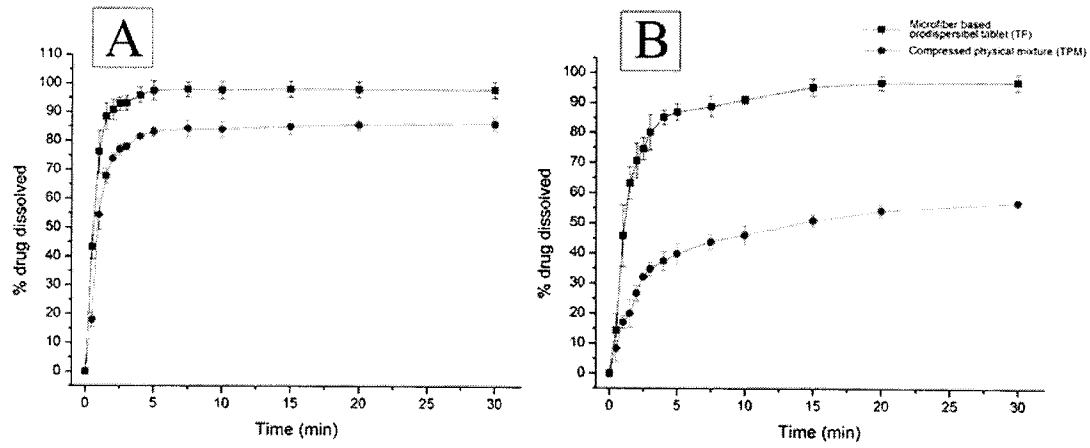 A
% drug dissolved
110
100
90
80
70
60
50
40
30
20
10
0
0 5 10 15 20 25 30
Time (min)
B
Microfiber based
prodispersibel tablet (TF)
Compressed physical mixture (TPM)
% drug dissolved
100
90
80
70
60
50
40
30
20
10
0
0 5 10 15 20 25 30
Time (min)